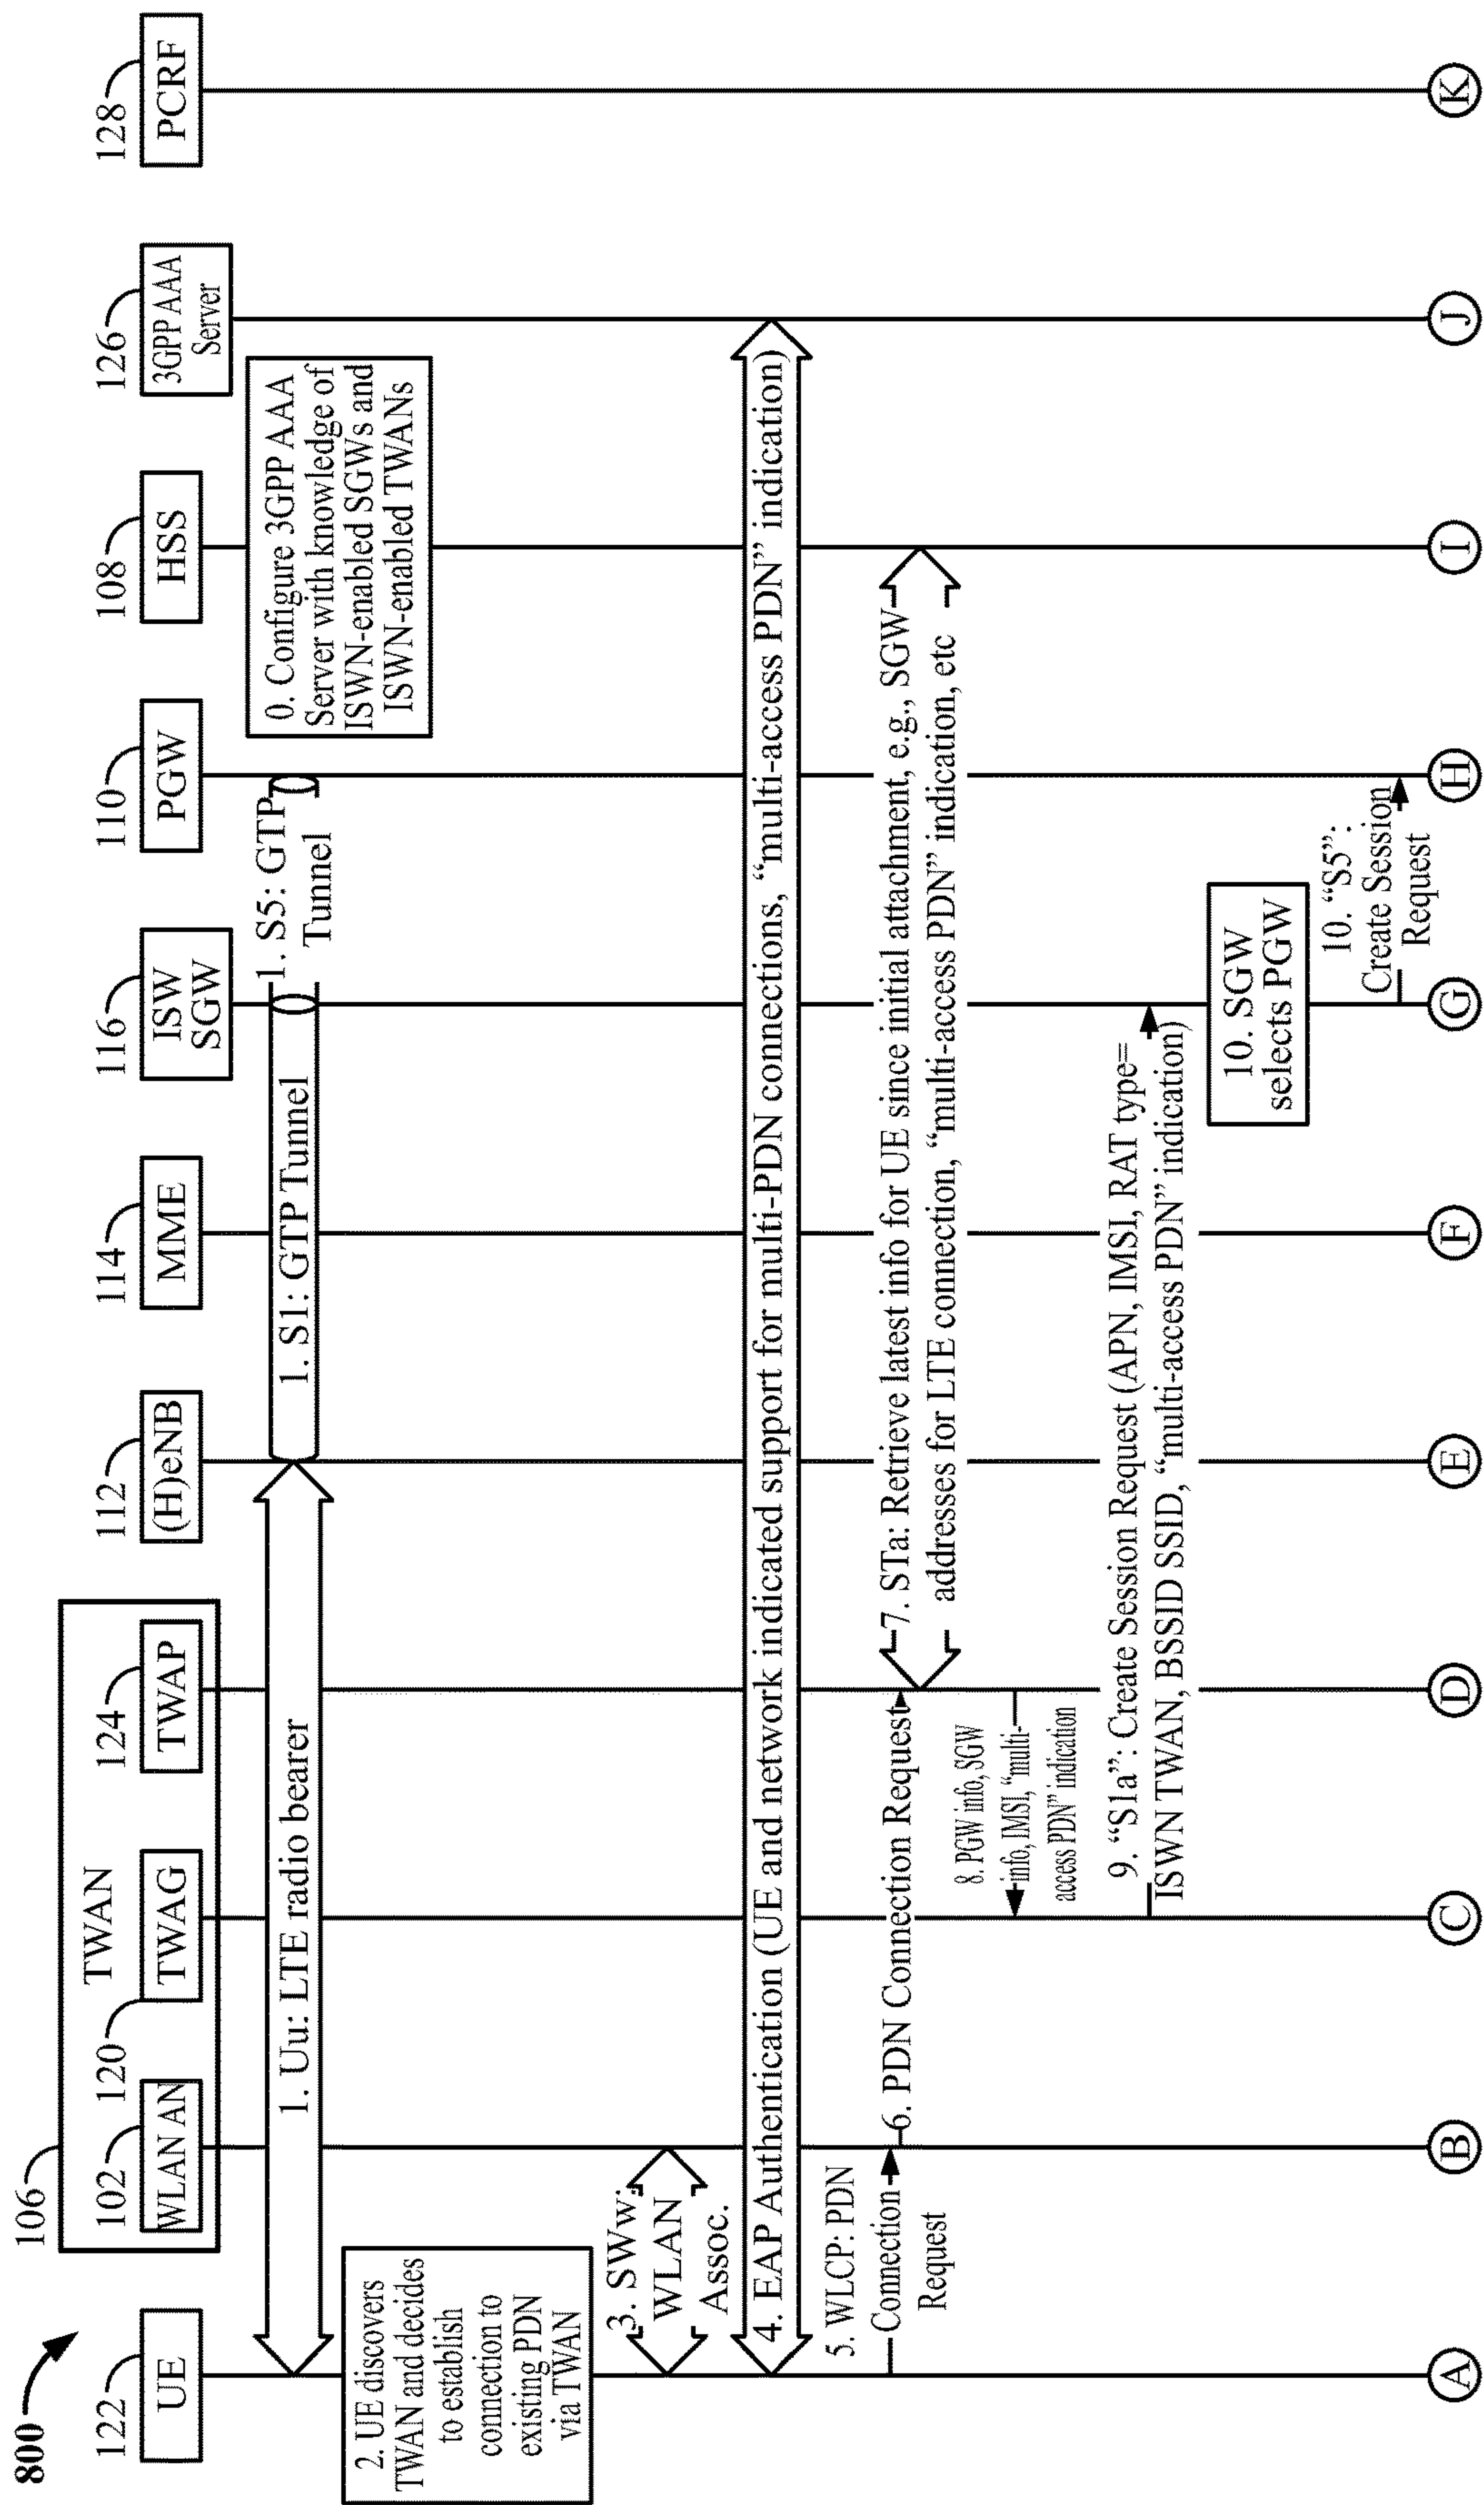 800
106
TWAN
122
UE
102
WLAN AN
120
TWAG
124
TWAP
112
(H)eNB
114
MME
116
ISW
SGW
110
PGW
108
HSS
126
3GPP AAA
Server
128
PCRF
0. Configure 3GPP AAA
Server with knowledge of
ISWN-enabled SGWs and
ISWN-enabled TWANs
1. Uu: LTE radio bearer
1. S1: GTP Tunnel
1. S5: GTP
Tunnel
2. UE discovers
TWAN and decides
to establish
connection to
existing PDN
via TWAN
3. SWw:
WLAN
Assoc.
4. EAP Authentication (UE and network indicated support for multi-PDN connections, “multi-access PDN” indication)
5. WLCP: PDN
Connection
Request
6. PDN Connection Request
7. STa: Retrieve latest info for UE since initial attachment, e.g., SGW
addresses for LTE connection, “multi-access PDN” indication, etc
8. PGW info, SGW
info, IMSI, “multi-
access PDN” indication
9. “S1a”: Create Session Request (APN, IMSI, RAT type=
ISWN TWAN, BSSID SSID, “multi-access PDN” indication)
10. SGW
selects PGW
10. “S5”:
Create Session
Request
A
B
C
D
E
F
G
H
I
J
K